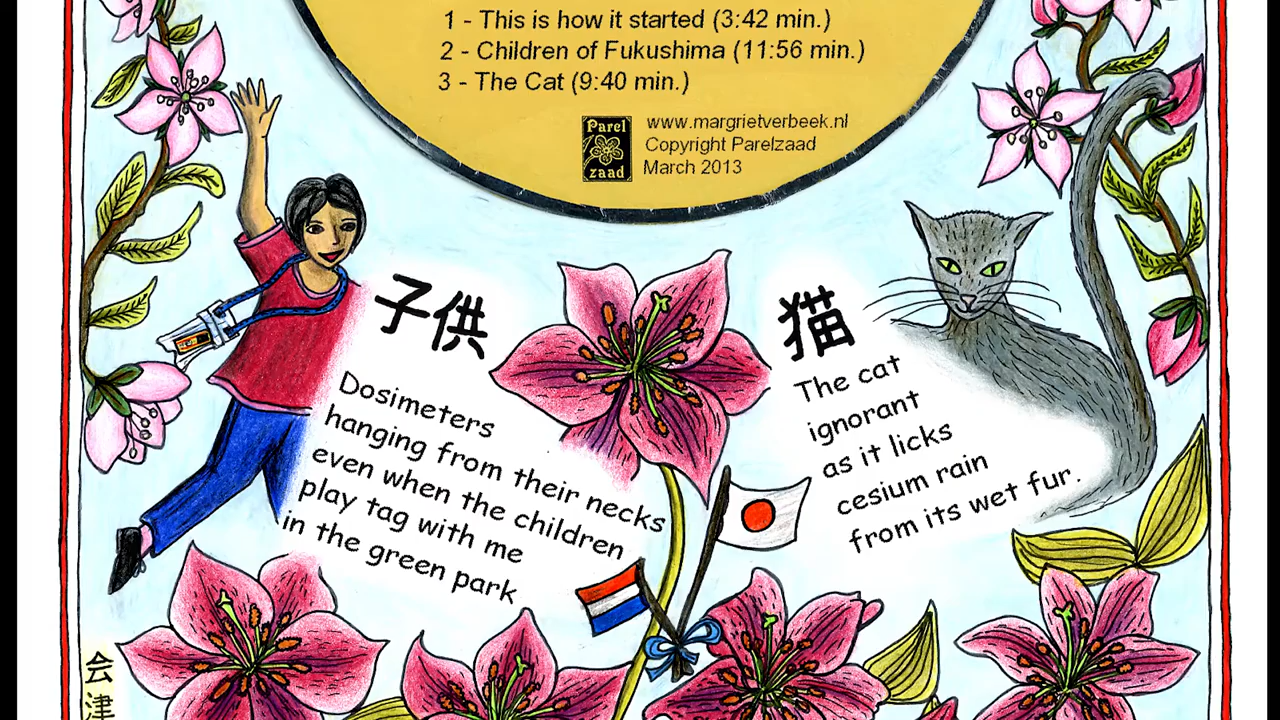 1 - This is how it started (3:42 min.)
2 - Children of Fukushima (11:56 min.)
3 - The Cat (9:40 min.)
Parel
zaad
www.margrietverbeek.nl
Copyright Parelzaad
March 2013
子供
Dosimeters
hanging from their necks
even when the children
play tag with me
in the green park
猫
The cat
ignorant
as it licks
cesium rain
from its wet fur.
会
津